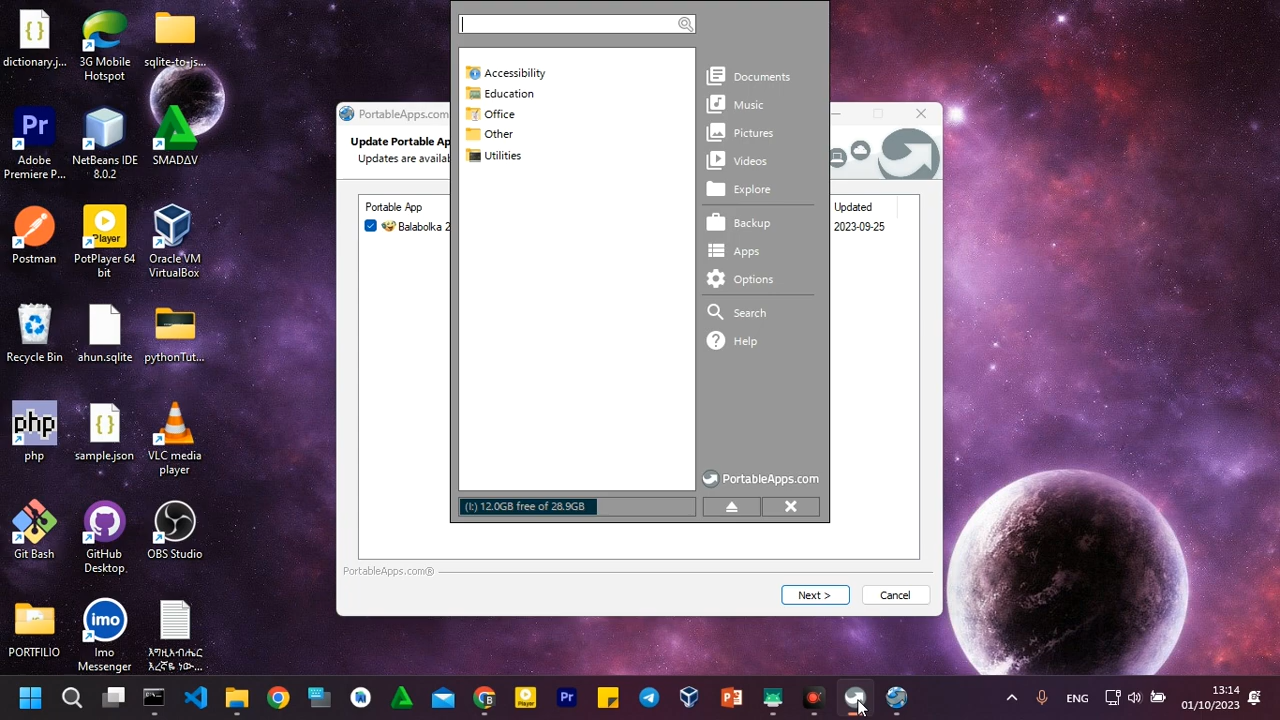 dictionary.j...
3G Mobile
Hotspot
sqlite-to-js...
Adobe
Premiere P...
NetBeans IDE
8.0.2
SMADΔV
Postman
PotPlayer 64
bit
Oracle VM
VirtualBox
Recycle Bin
ahun.sqlite
pythonTut...
php
sample.json
VLC media
player
Git Bash
GitHub
Desktop
OBS Studio
PORTFILIO
imo
Messenger
PortableApps.com
Update Portable Ap
Updates are availab
Portable App
Updated
Balabolka 2
2023-09-25
PortableApps.com®
Next >
Cancel
Accessibility
Education
Office
Other
Utilities
Documents
Music
Pictures
Videos
Explore
Backup
Apps
Options
Search
Help
PortableApps.com
(I:) 12.0GB free of 28.9GB
ENG
13:14
01/10/2023